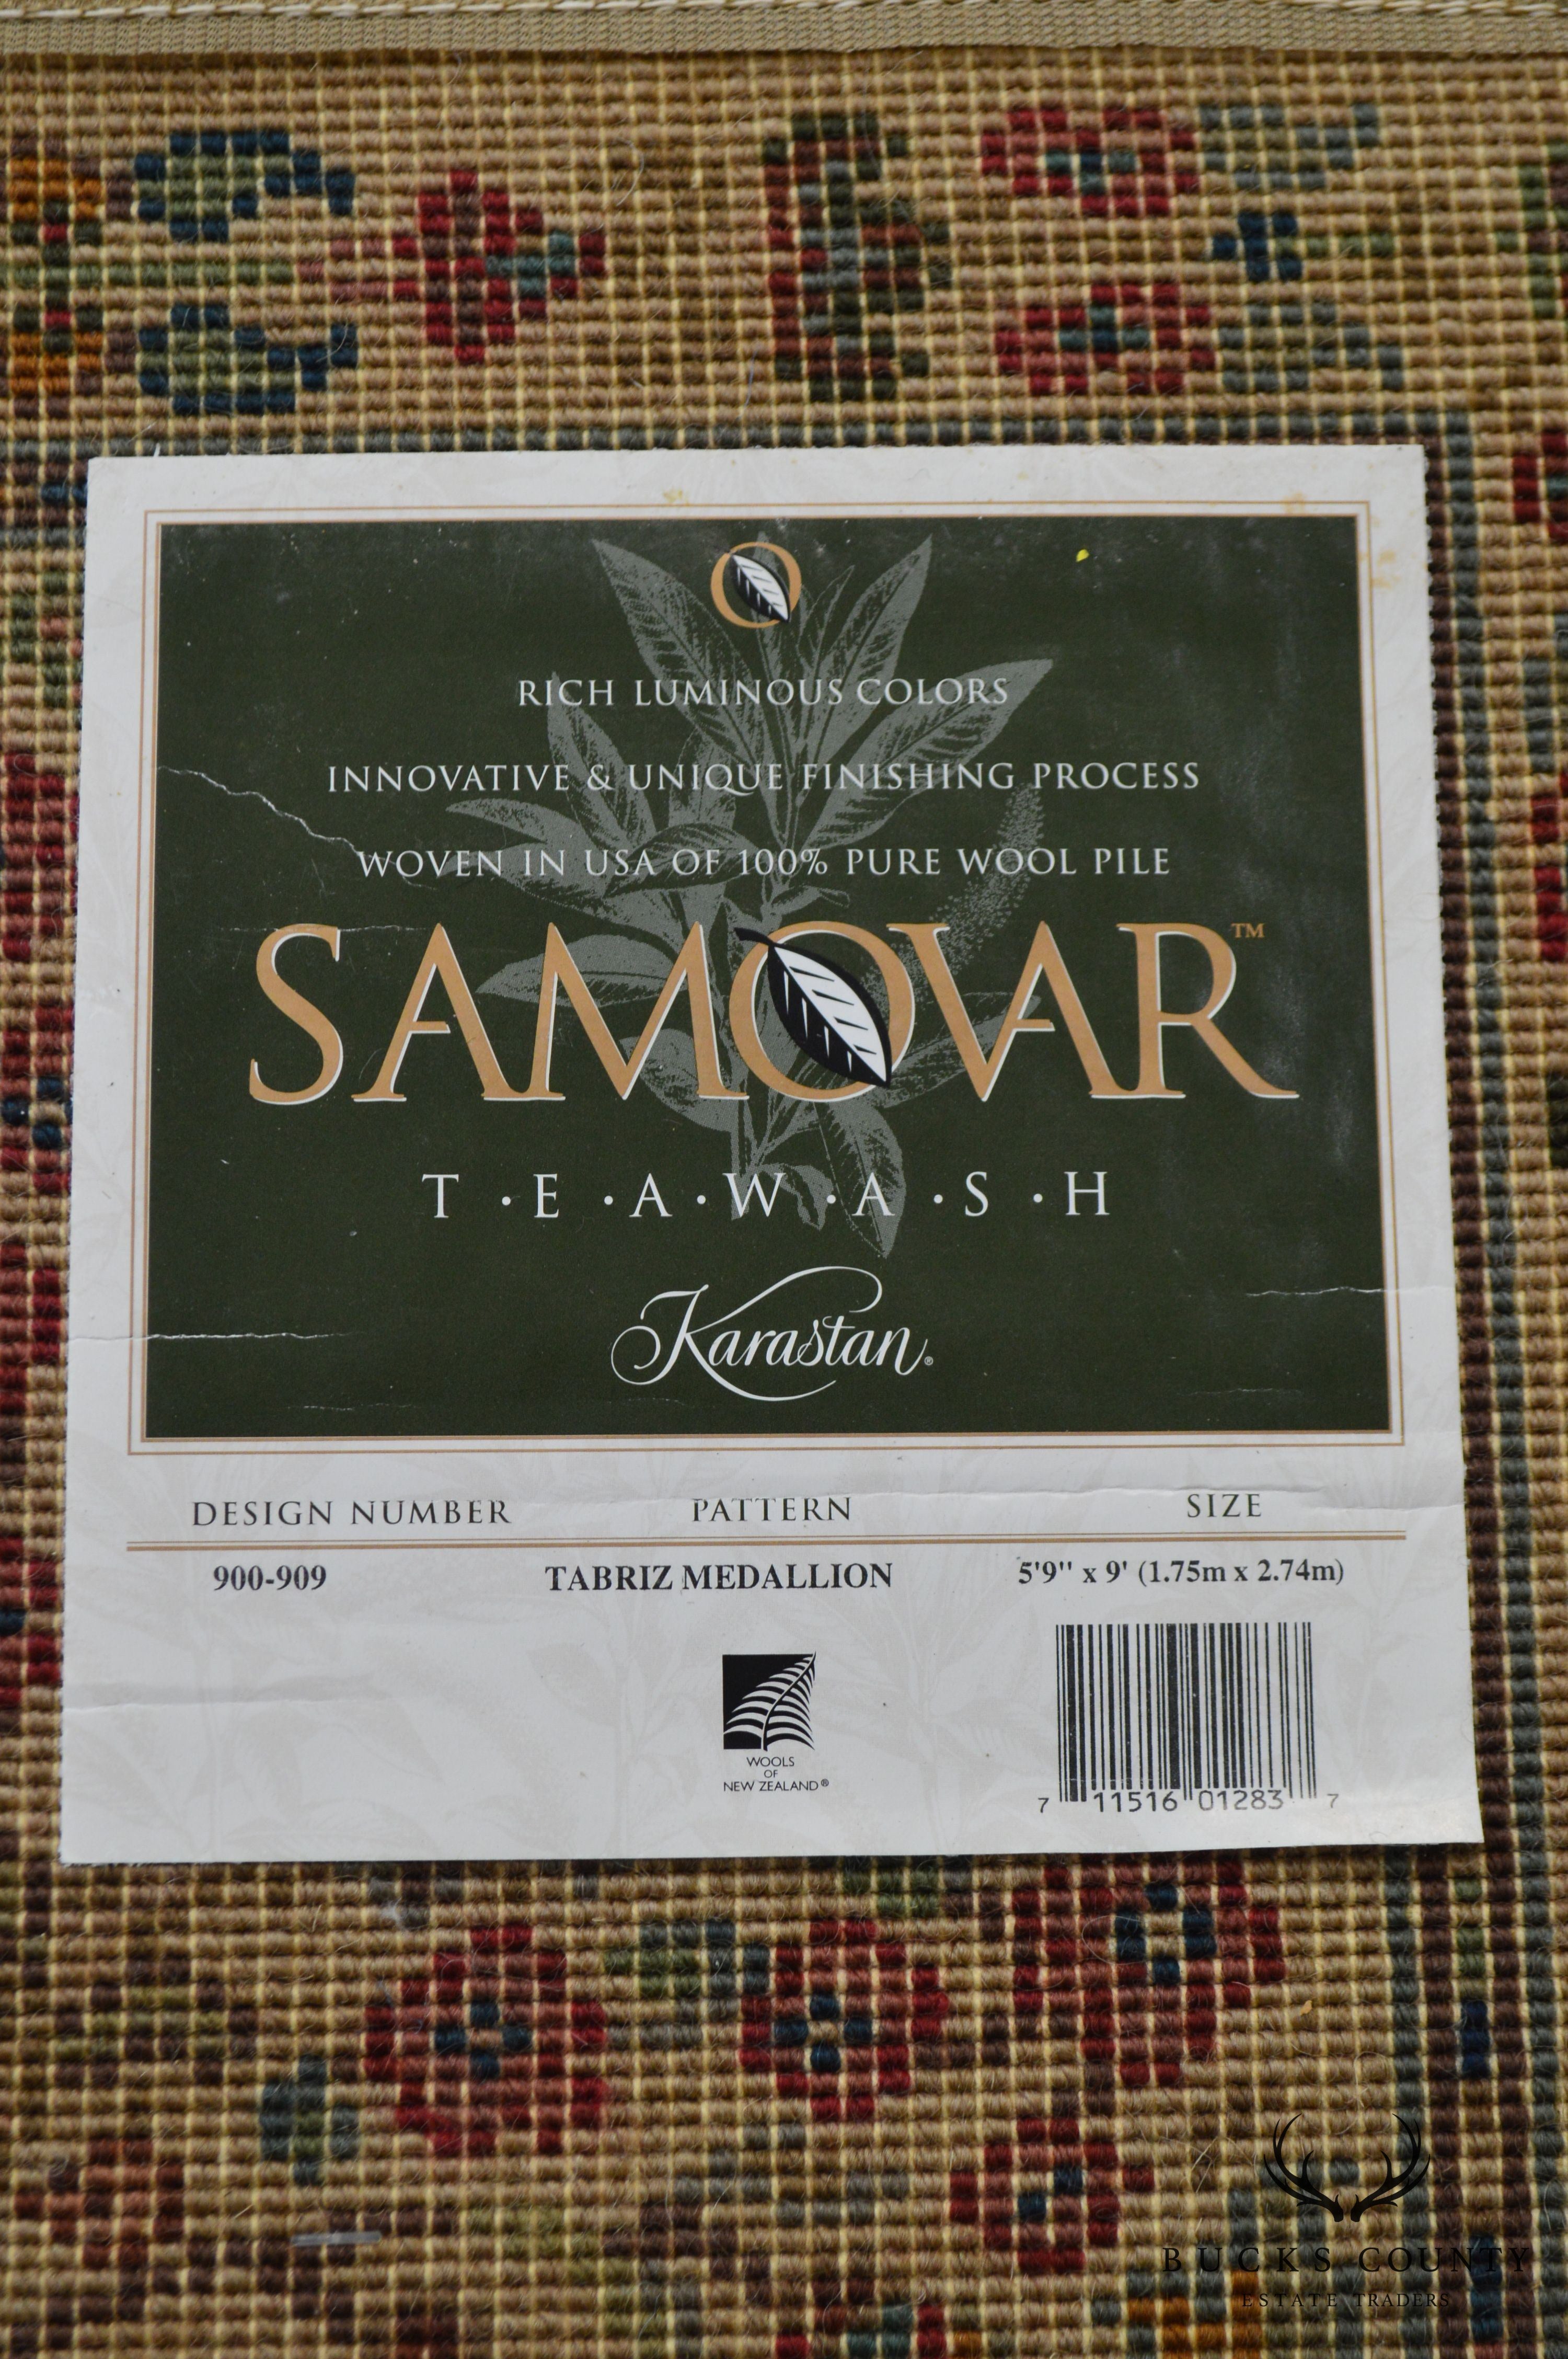 RICH LUMINOUS COLORS
INNOVATIVE & UNIQUE FINISHING PROCESS
WOVEN IN USA OF 100% PURE WOOL PILE
SAMOVAR™
T·E·A·W·A·S·H
Karastan®
DESIGN NUMBER PATTERN SIZE
900-909 TABRIZ MEDALLION 5'9" x 9' (1.75m x 2.74m)
WOOLS
OF
NEW ZEALAND®
7 11516 01283 7
BUCKS COUNTY
ESTATE TRADERS